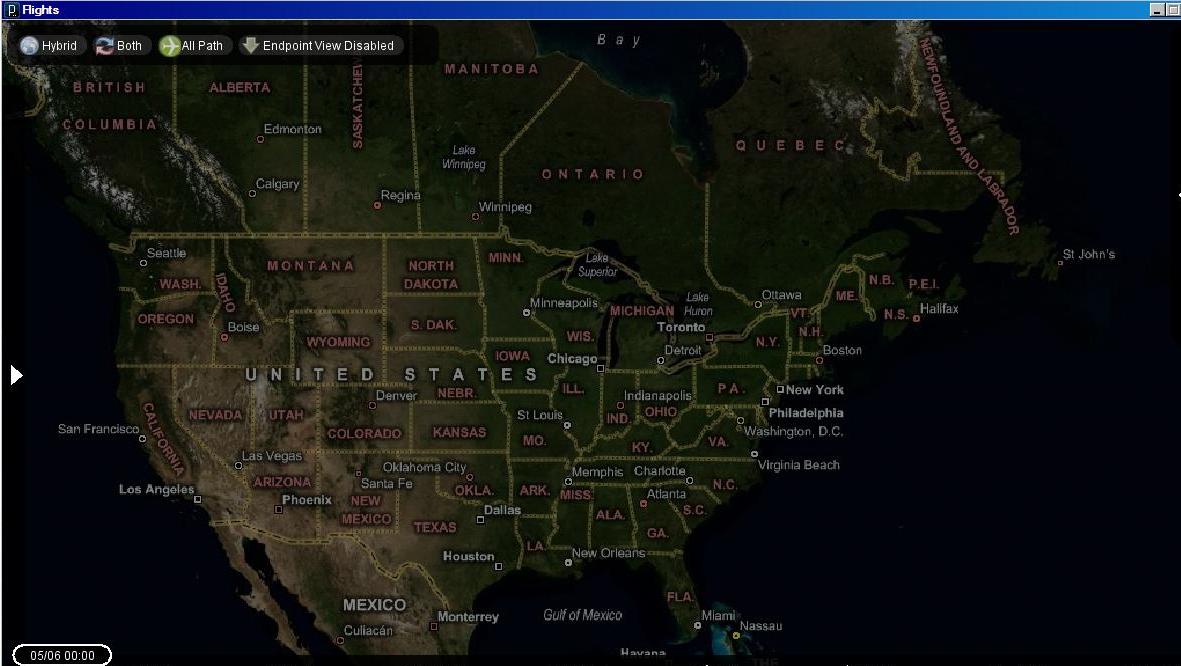 Flights
Hybrid
Both
All Path
Endpoint View Disabled
Bay
MANITOBA
BRITISH
COLUMBIA
ALBERTA
NEWFOUNDLAND AND LABRADOR
Edmonton
QUEBEC
Lake
Winnipeg
ONTARIO
Calgary
Regina
Winnipeg
St John's
Seattle
MONTANA
NORTH
DAKOTA
MINN.
Lake
Superior
WASH.
IDAHO
N.B.
P.E.I.
ME.
Ottawa
Lake
Huron
Minneapolis
MICHIGAN
VT.
N.S.
Halifax
OREGON
Boise
S. DAK.
Toronto
N.H.
WYOMING
WIS.
N.Y.
Boston
IOWA
Chicago
Detroit
UNITED STATES
Denver
NEBR.
ILL.
Indianapolis
PA.
New York
NEVADA
UTAH
St Louis
IND.
OHIO
Philadelphia
San Francisco
CALIFORNIA
COLORADO
KANSAS
MO.
KY.
VA.
Washington, D.C.
Las Vegas
Oklahoma City
Memphis
Charlotte
Virginia Beach
ARIZONA
Santa Fe
OKLA.
ARK.
MISS.
N.C.
Los Angeles
Phoenix
NEW
MEXICO
Dallas
Atlanta
S.C.
TEXAS
ALA.
GA.
LA.
Houston
New Orleans
MEXICO
Monterrey
Gulf of Mexico
FLA.
Miami
Nassau
Culiacán
Havana
05/06 00:00